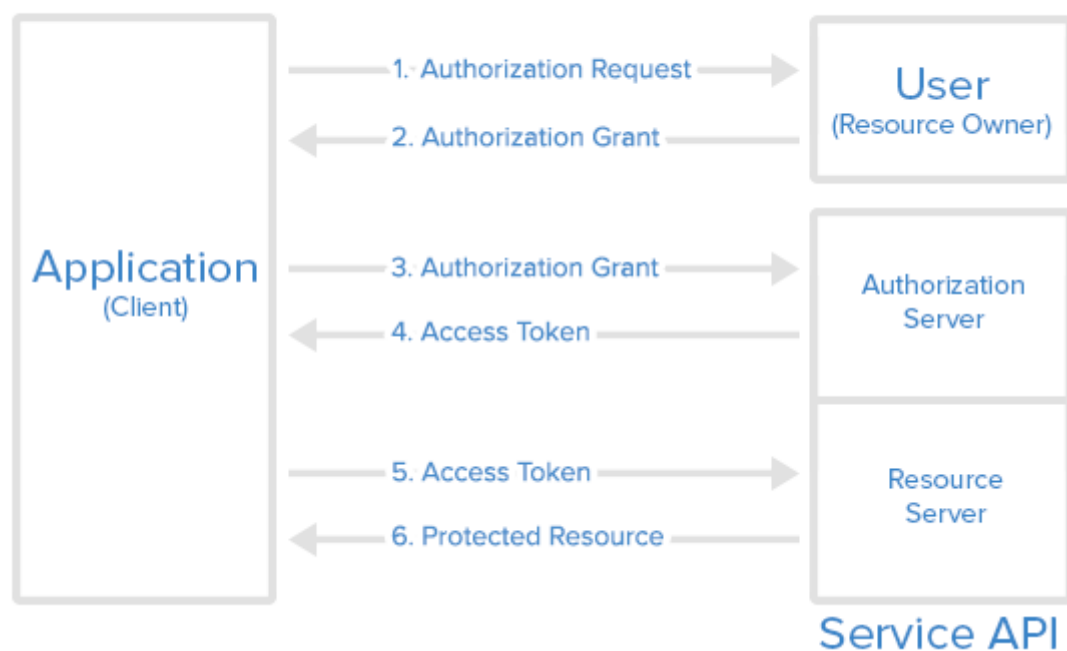 1. Authorization Request
User
(Resource Owner)
2. Authorization Grant
Application
(Client)
3. Authorization Grant
Authorization
Server
4. Access Token
5. Access Token
Resource
Server
6. Protected Resource
Service API